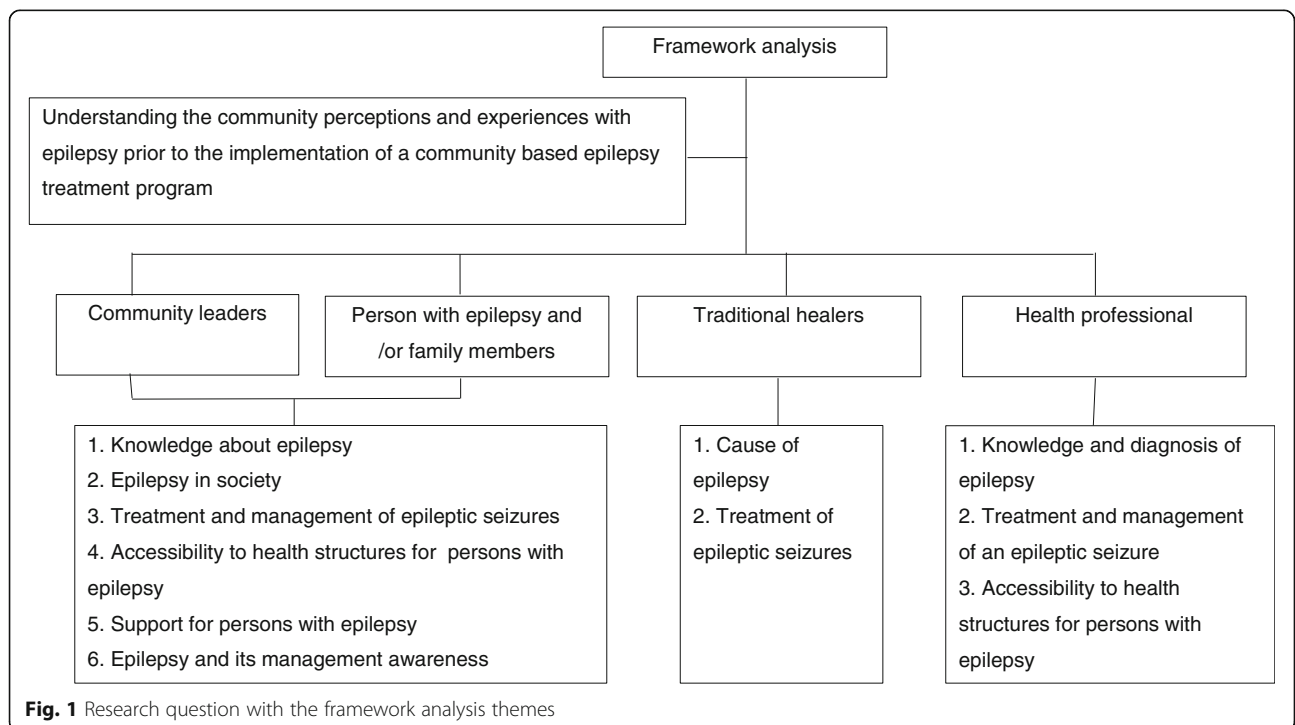 Framework analysis
Understanding the community perceptions and experiences with
epilepsy prior to the implementation of a community based epilepsy
treatment program
Community leaders
Person with epilepsy and
/or family members
Traditional healers
Health professional
1. Knowledge about epilepsy
2. Epilepsy in society
3. Treatment and management of epileptic seizures
4. Accessibility to health structures for persons with
epilepsy
5. Support for persons with epilepsy
6. Epilepsy and its management awareness
1. Cause of
epilepsy
2. Treatment of
epileptic seizures
1. Knowledge and diagnosis of
epilepsy
2. Treatment and management
of an epileptic seizure
3. Accessibility to health
structures for persons with
epilepsy
Fig. 1 Research question with the framework analysis themes